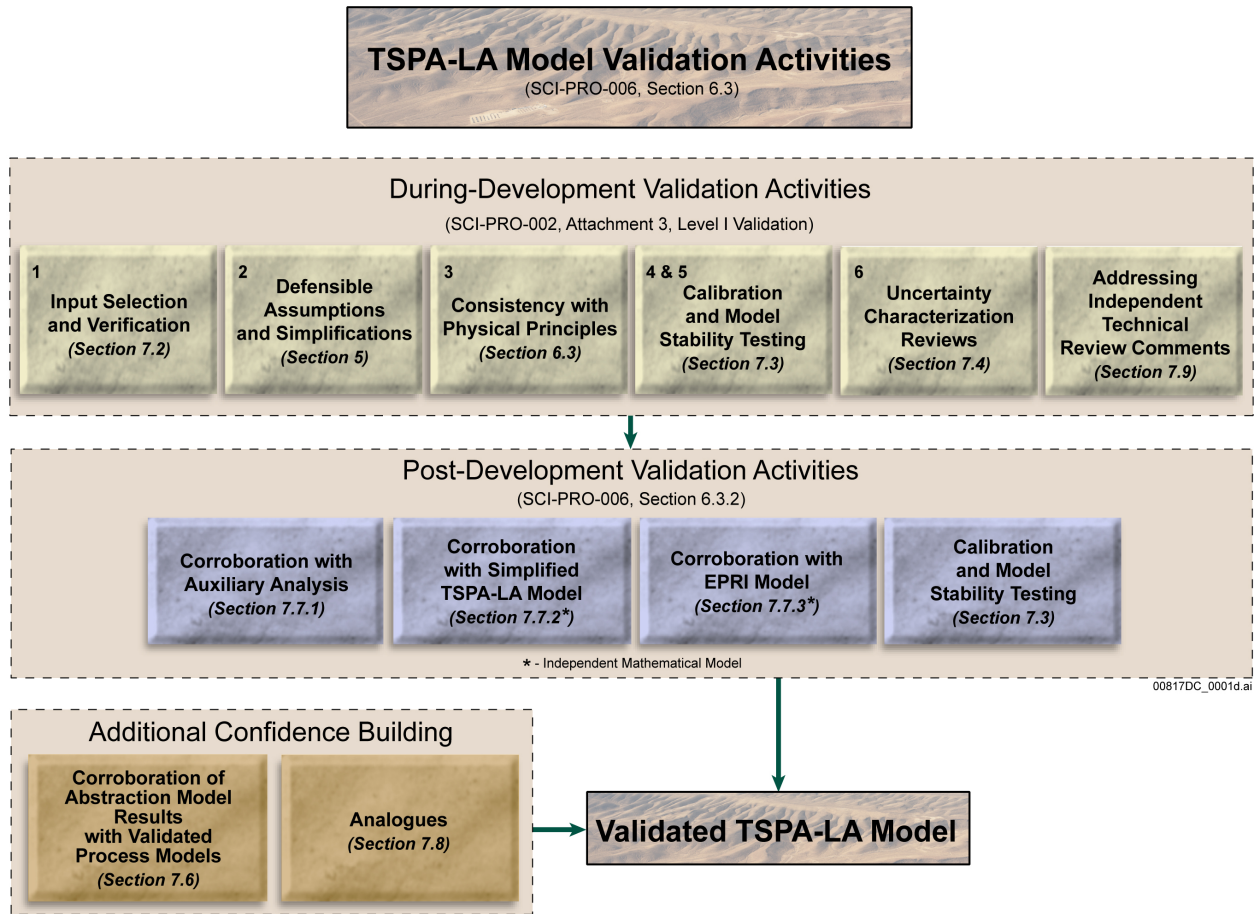 TSPA-LA Model Validation Activities
(SCI-PRO-006, Section 6.3)
During-Development Validation Activities
(SCI-PRO-002, Attachment 3, Level I Validation)
1
Input Selection
and Verification
(Section 7.2)
2
Defensible
Assumptions
and Simplifications
(Section 5)
3
Consistency with
Physical Principles
(Section 6.3)
4 & 5
Calibration
and Model
Stability Testing
(Section 7.3)
6
Uncertainty
Characterization
Reviews
(Section 7.4)
Addressing
Independent
Technical
Review Comments
(Section 7.9)
Post-Development Validation Activities
(SCI-PRO-006, Section 6.3.2)
Corroboration with
Auxiliary Analysis
(Section 7.7.1)
Corroboration
with Simplified
TSPA-LA Model
(Section 7.7.2*)
Corroboration with
EPRI Model
(Section 7.7.3*)
Calibration
and Model
Stability Testing
(Section 7.3)
* - Independent Mathematical Model
00817DC_0001d.ai
Additional Confidence Building
Corroboration of
Abstraction Model
Results
with Validated
Process Models
(Section 7.6)
Analogues
(Section 7.8)
Validated TSPA-LA Model